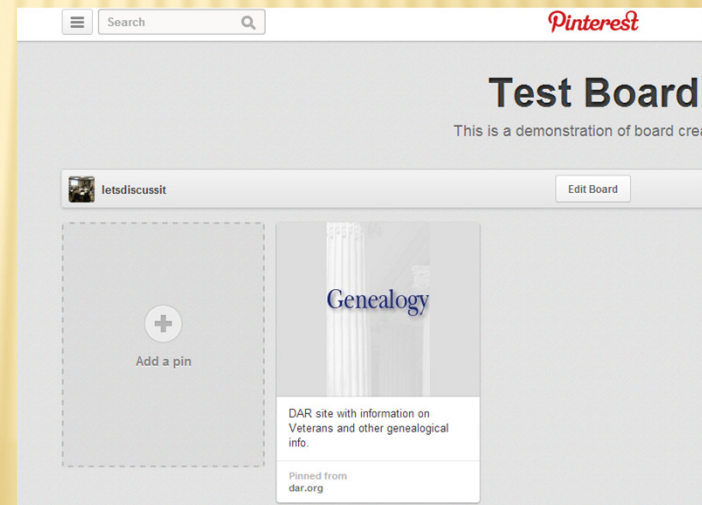 Search
Pinterest
Test Board
This is a demonstration of board
letsdiscussit
Edit Board
Add a pin
Genealogy
DAR site with information on
Veterans and other genealogical
info.
Pinned from
dar.org